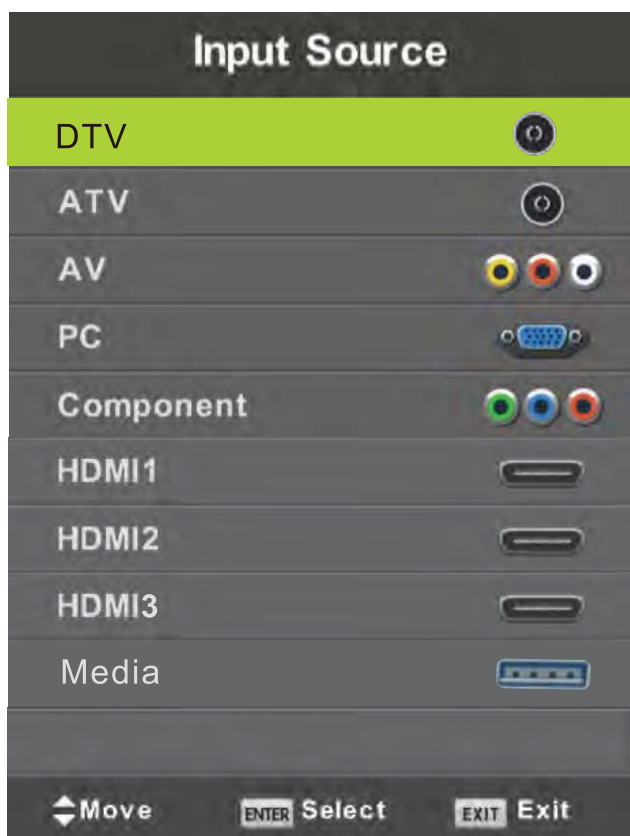 Input Source
DTV
ATV
AV
PC
Component
HDMI1
HDMI2
HDMI3
Media
Move ENTER Select EXIT Exit